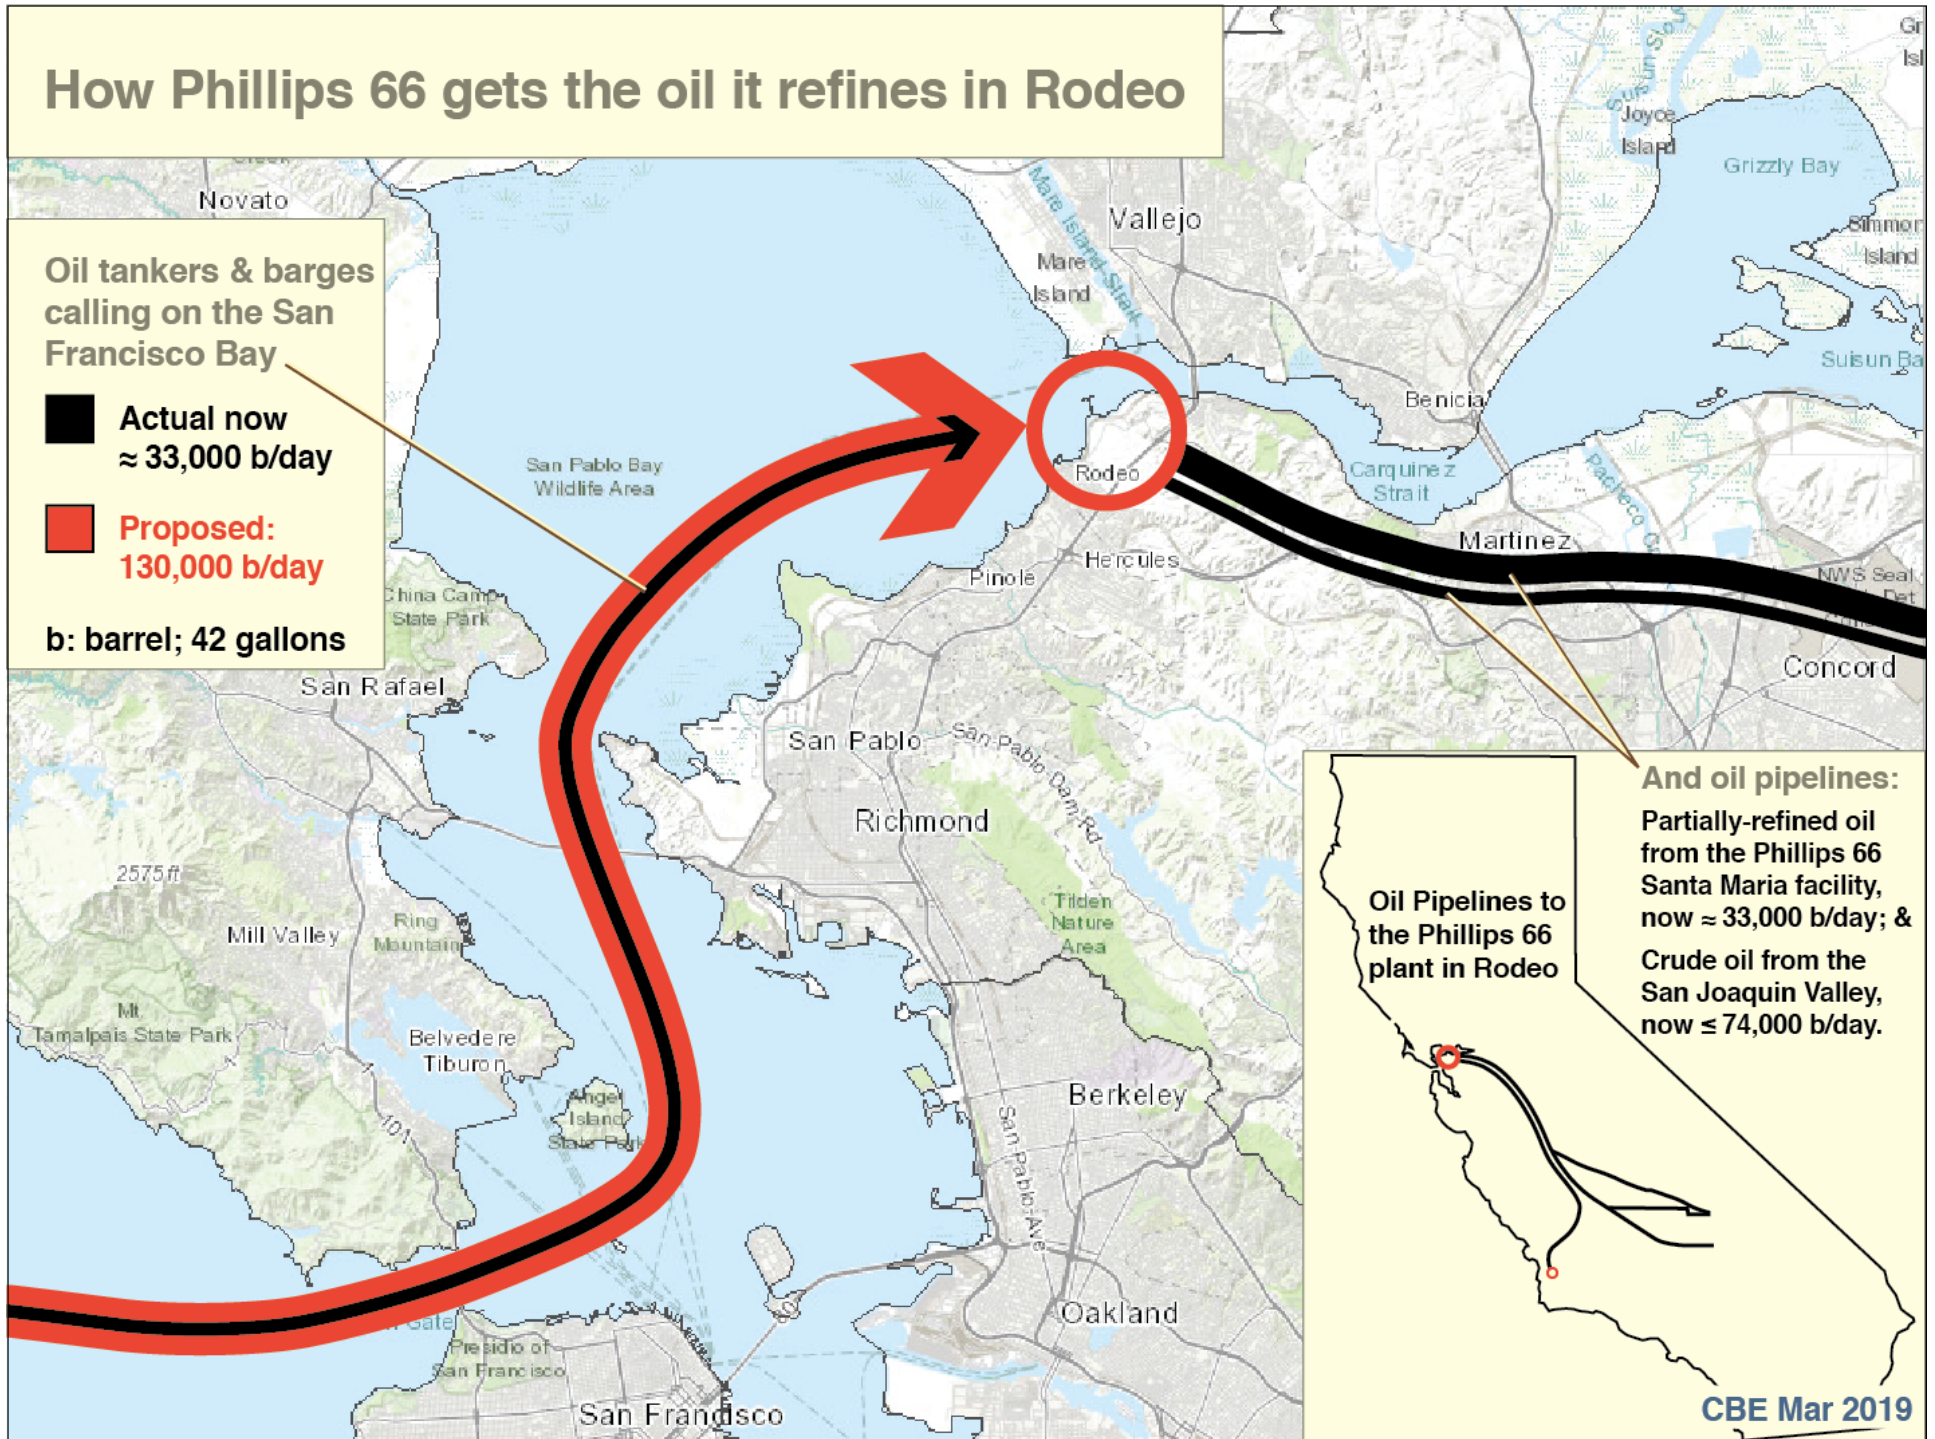 How Phillips 66 gets the oil it refines in Rodeo
Oil tankers & barges
calling on the San
Francisco Bay
Actual now
≈ 33,000 b/day
Proposed:
130,000 b/day
b: barrel; 42 gallons
Novato
Vallejo
Mare Island Strait
Mare
Island
Joyce
Island
Grizzly Bay
Island
Benicia
San Pablo Bay
Wildlife Area
Rodeo
Carquinez
Strait
Pacheco
Martinez
Hercules
Pinole
NWS Seal
Concord
China Camp
State Park
San Rafael
San Pablo
San Pablo Dam Rd
Richmond
2575 ft
Ring
Mountain
Mill Valley
Tilden
Nature
Area
Mt
Tamalpais State Park
Belvedere
Tiburon
101
Angel
Island
State Park
Berkeley
San Pablo Ave
Oakland
Gate
Presidio of
San Francisco
San Francisco
And oil pipelines:
Partially-refined oil
from the Phillips 66
Santa Maria facility,
now ≈ 33,000 b/day; &
Crude oil from the
San Joaquin Valley,
now ≤ 74,000 b/day.
Oil Pipelines to
the Phillips 66
plant in Rodeo
CBE Mar 2019